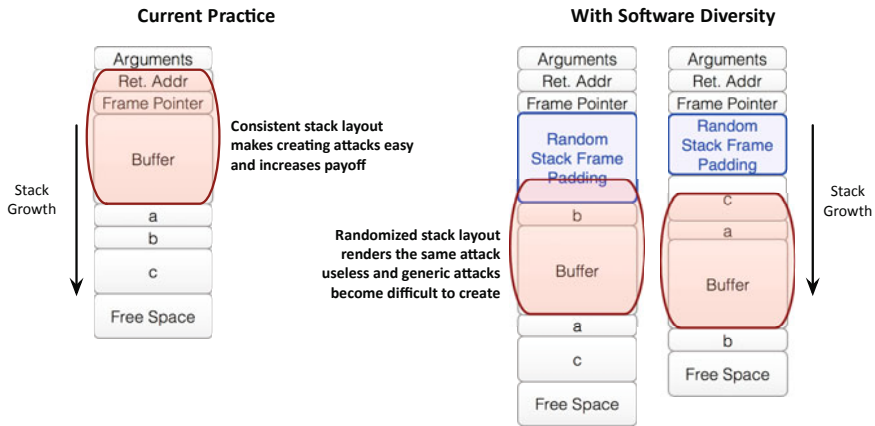 Current Practice
Arguments
Ret. Addr
Frame Pointer
Buffer
a
b
c
Free Space
Stack
Growth
Consistent stack layout
makes creating attacks easy
and increases payoff
With Software Diversity
Arguments
Ret. Addr
Frame Pointer
Random
Stack Frame
Padding
b
Buffer
a
c
Free Space
Randomized stack layout
renders the same attack
useless and generic attacks
become difficult to create
Arguments
Ret. Addr
Frame Pointer
Random
Stack Frame
Padding
c
a
Buffer
b
Free Space
Stack
Growth